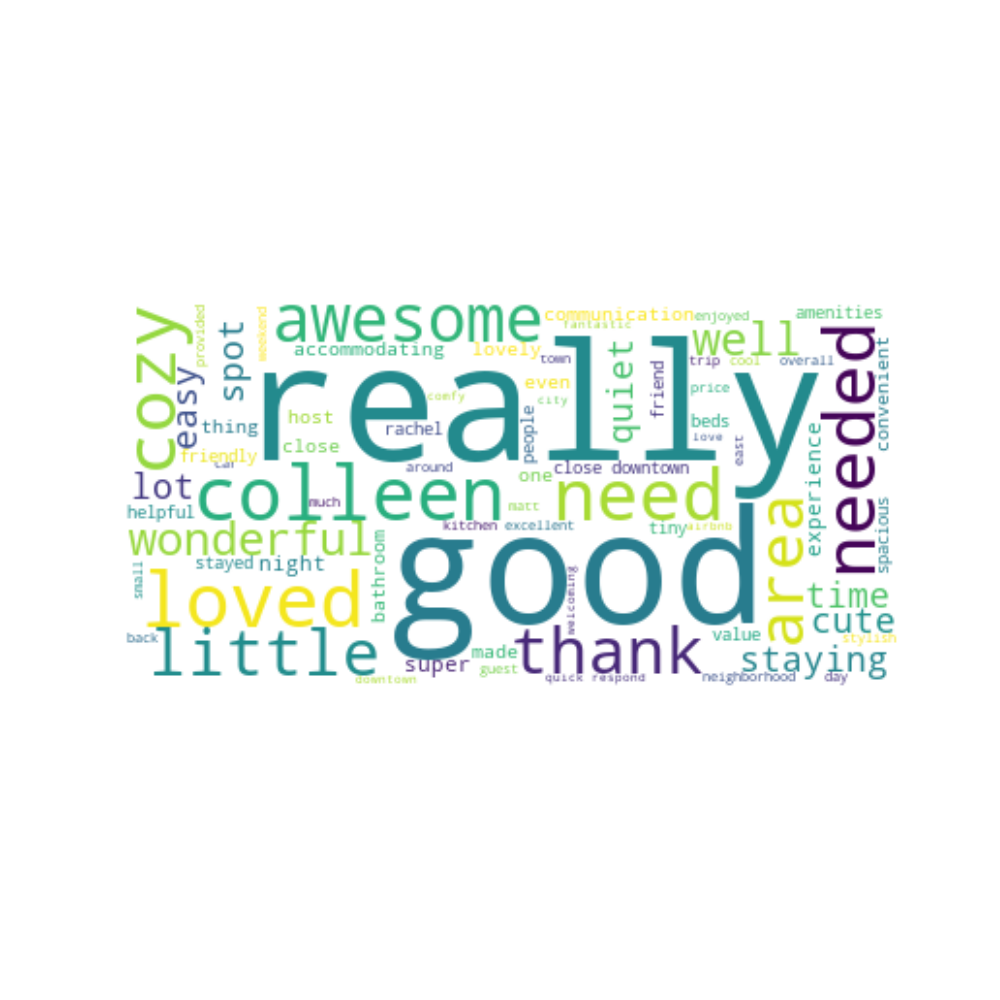 awesome
communication
fantastic
enjoyed
amenities
cozy
provided
weekend
spot
easy
accommodating
lovely
town
well
trip
cool
overall
needed
convenient
really
quiet
friend
even
city
price
comfy
thing
host
rachel
people
beds
love
east
friendly
close
car
around
close downtown
experience
lot
colleen
much
one
need
matt
helpful
wonderful
kitchen
excellent
tiny
airbnb
area
spacious
good
stayed
night
bathroom
welcoming
small
loved
time
cute
back
little
super
made
guest
thank
value
stylish
staying
downtown
quick respond
neighborhood
day